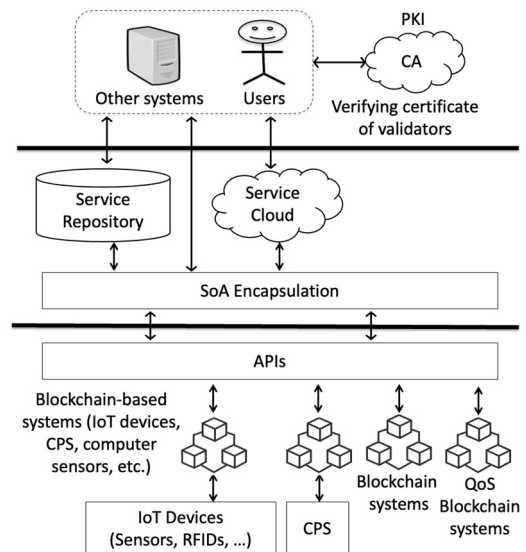 PKI
CA
Other systems
Users
Verifying certificate
of validators
Service
Repository
Service
Cloud
SoA Encapsulation
APIs
Blockchain-based
systems (IoT devices,
CPS, computer
sensors, etc.)
Blockchain
systems
QoS
Blockchain
systems
IoT Devices
(Sensors, RFIDs, ...)
CPS